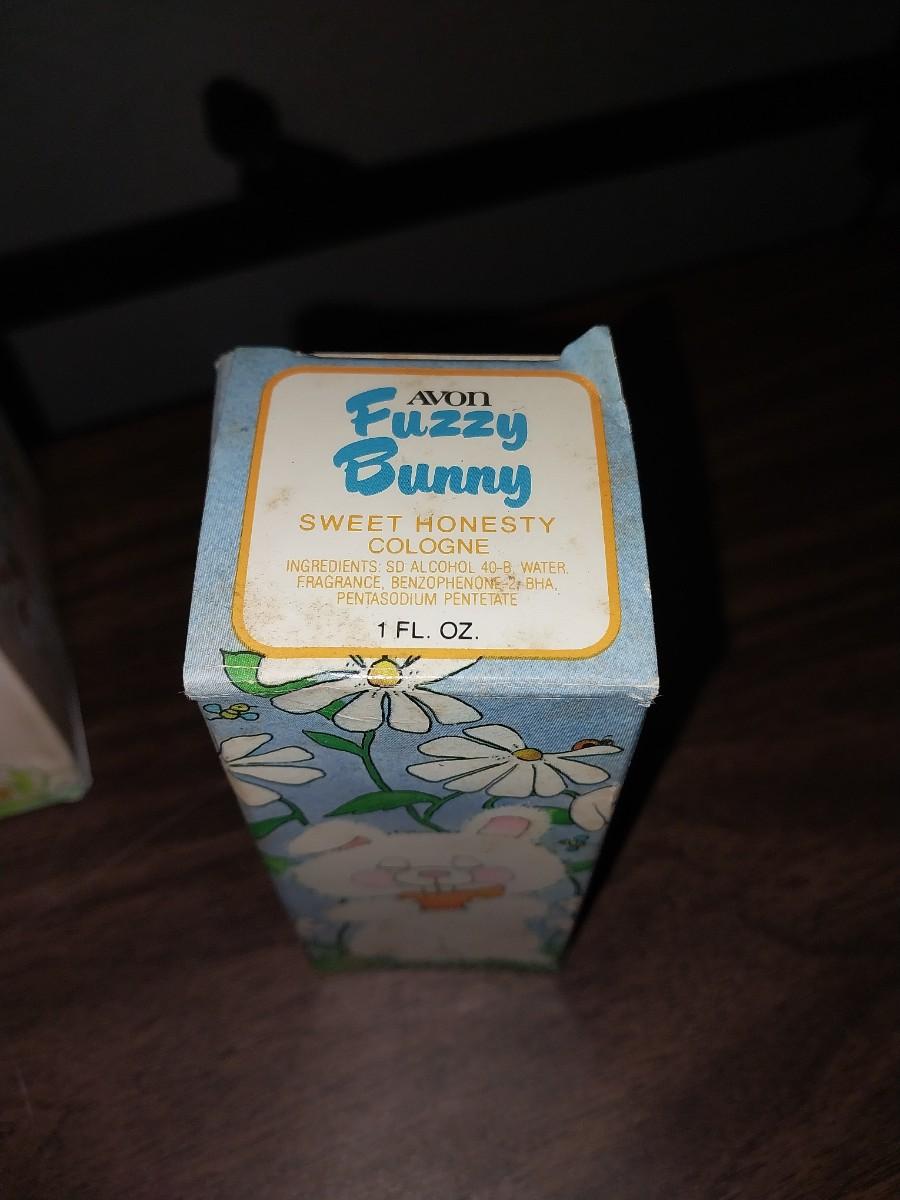 AVON
Fuzzy
Bunny
SWEET HONESTY
COLOGNE
INGREDIENTS: SD ALCOHOL 40-B, WATER,
FRAGRANCE, BENZOPHENONE-2, BHA,
PENTASODIUM PENTETATE
1 FL. OZ.